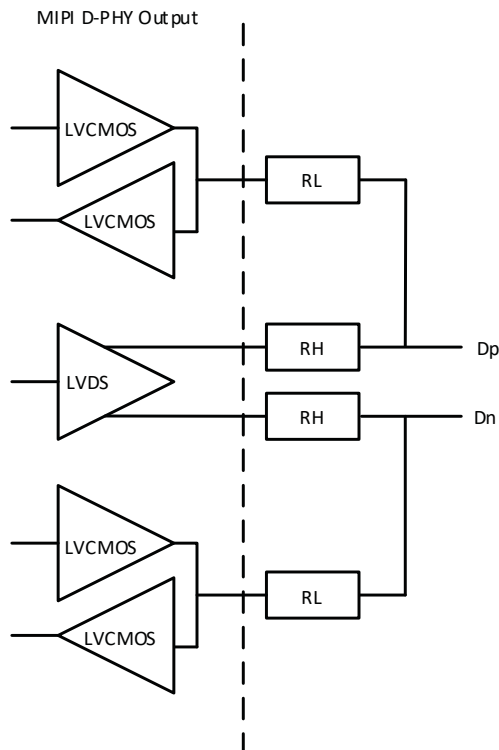 MIPI D-PHY Output
LVCMOS
RL
LVCMOS
RH
Dp
LVDS
RH
Dn
LVCMOS
RL
LVCMOS